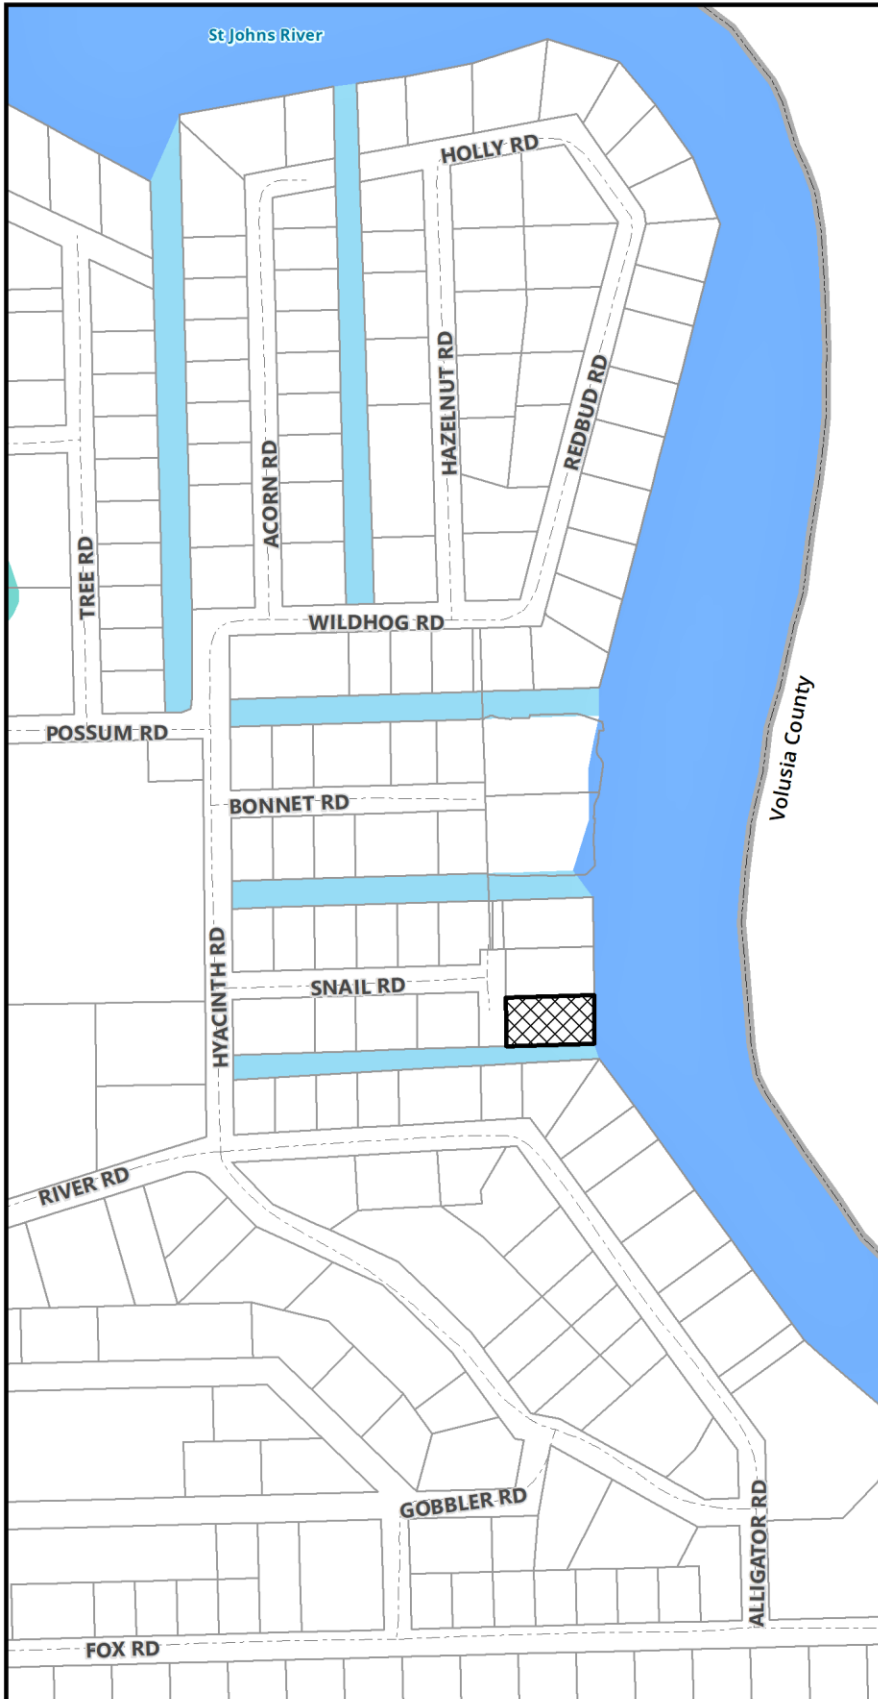 St Johns River
HOLLY RD
HAZELNUT RD
REDBUD RD
ACORN RD
TREE RD
WILDHOG RD
POSSUM RD
Volusia County
BONNET RD
HYACINTH RD
SNAIL RD
RIVER RD
GOBBLER RD
ALLIGATOR RD
FOX RD